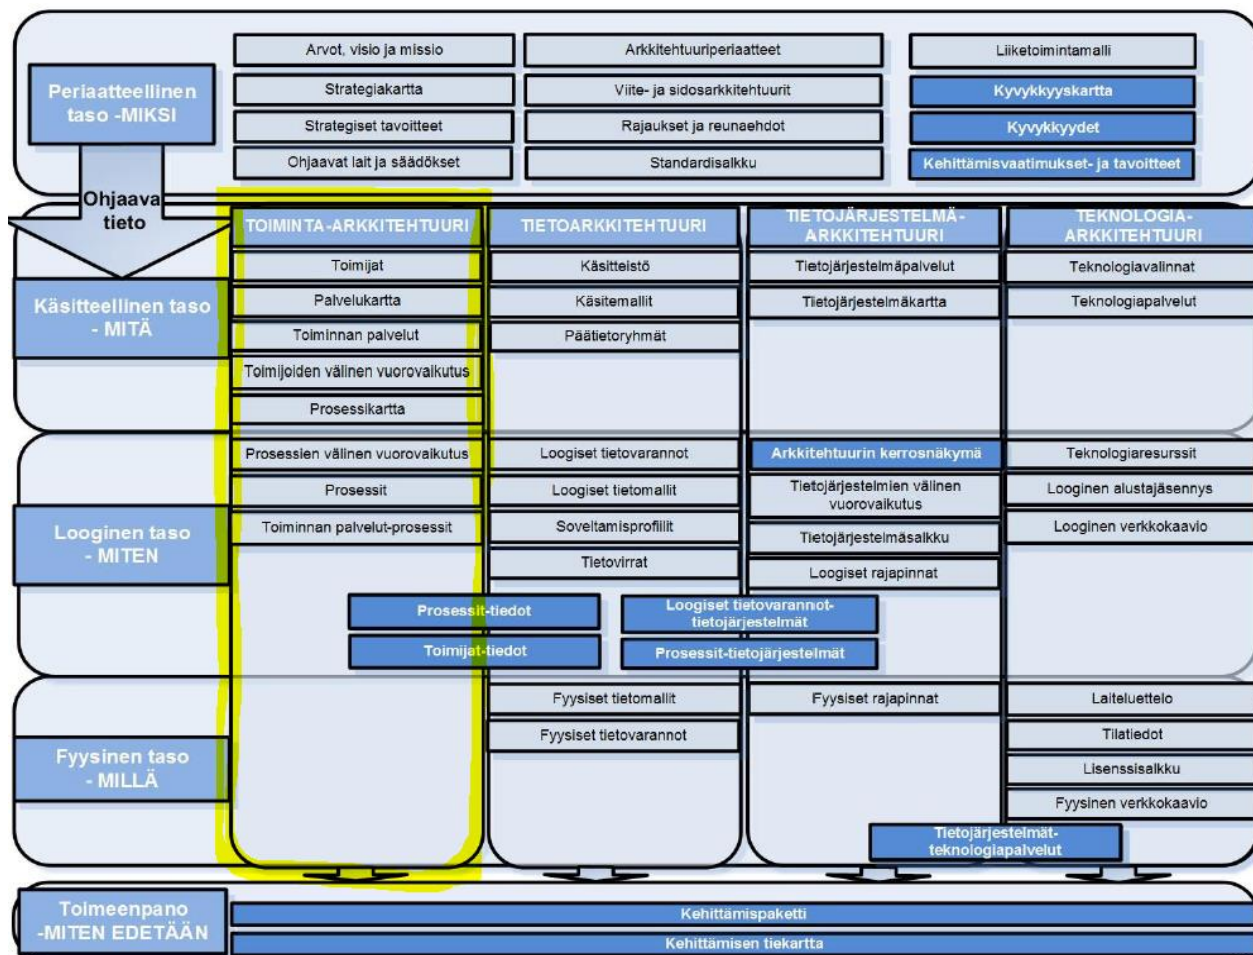 Arvot, visio ja missio
Arkkitehtuuriperiaatteet
Liiketoimintamalli
Periaatteellinen
taso -MIKSI
Strategiakartta
Viite- ja sidosarkkitehtuurit
Kyvykkyyskartta
Strategiset tavoitteet
Rajaukset ja reunaehdot
Kyvykkyydet
Ohjaavat lait ja säädökset
Standardisalkku
Kehittämisvaatimukset- ja tavoitteet
Ohjaava
tieto
TOIMINTA-ARKKITEHTUURI
TIETOARKKITEHTUURI
TIETOJÄRJESTELMÄ-
ARKKITEHTUURI
TEKNOLOGIA-
ARKKITEHTUURI
Käsitteellinen taso
- MITÄ
Toimijat
Käsitteistö
Tietojärjestelmäpalvelut
Teknologiavalinnat
Palvelukartta
Käsitemallit
Tietojärjestelmäkartta
Teknologiapalvelut
Toiminnan palvelut
Päätietoryhmät
Toimijoiden välinen vuorovaikutus
Prosessikartta
Looginen taso
- MITEN
Prosessien välinen vuorovaikutus
Loogiset tietovarannot
Arkkitehtuurin kerrosnäkymä
Teknologiaresurssit
Prosessit
Loogiset tietomallit
Tietojärjestelmien välinen
vuorovaikutus
Looginen alustajäsennys
Toiminnan palvelut-prosessit
Soveltamisprofiilit
Tietojärjestelmäsalkku
Looginen verkkokaavio
Tietovirrat
Loogiset rajapinnat
Prosessit-tiedot
Loogiset tietovarannot-
tietojärjestelmät
Toimijat-tiedot
Prosessit-tietojärjestelmät
Fyysinen taso
- MILLÄ
Fyysiset tietomallit
Fyysiset rajapinnat
Laiteluettelo
Fyysiset tietovarannot
Tilatiedot
Lisenssisalkku
Fyysinen verkkokaavio
Tietojärjestelmät-
teknologiapalvelut
Toimeenpano
-MITEN EDETÄÄN
Kehittämispaketti
Kehittämisen tiekartta